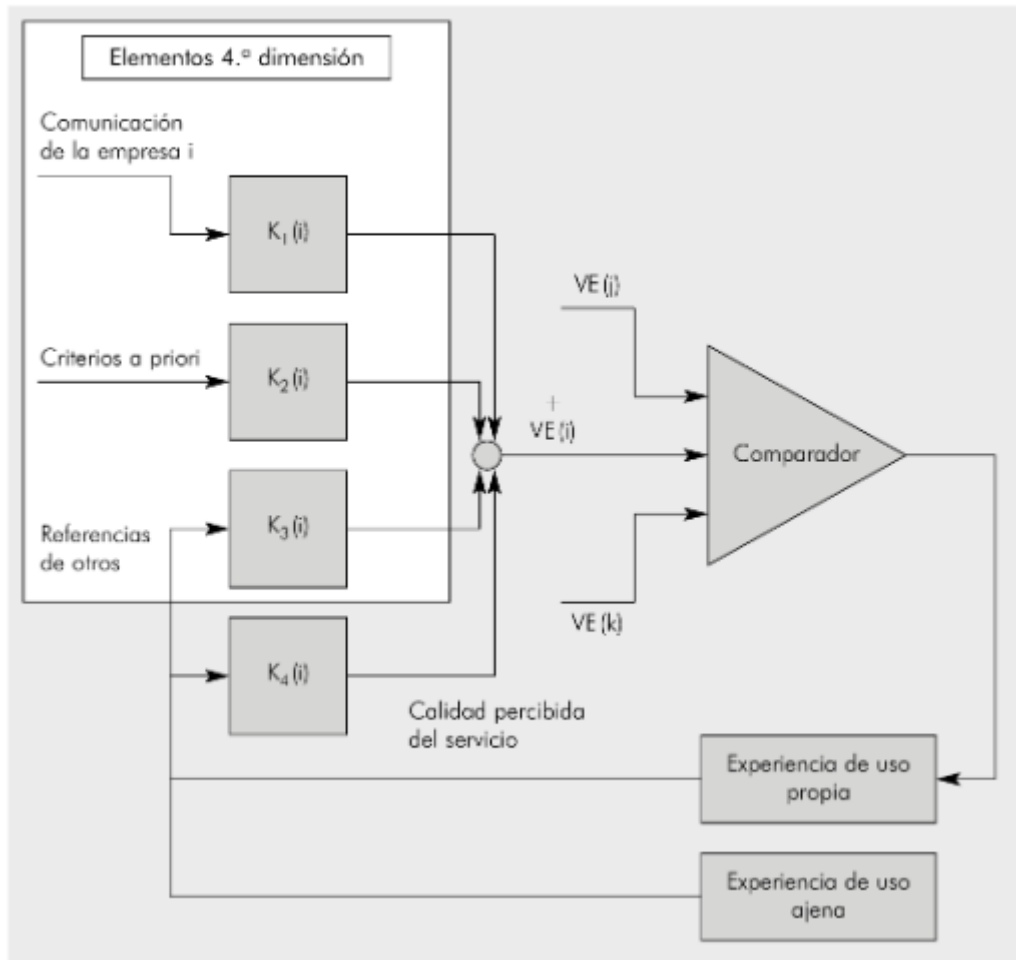 Elementos 4.ª dimensión
Comunicación
de la empresa i
K1(i)
Criterios a priori
K2(i)
Referencias
de otros
K3(i)
K4(i)
VE(j)
+
VE(i)
Comparador
VE(k)
Calidad percibida
del servicio
Experiencia de uso
propia
Experiencia de uso
ajena